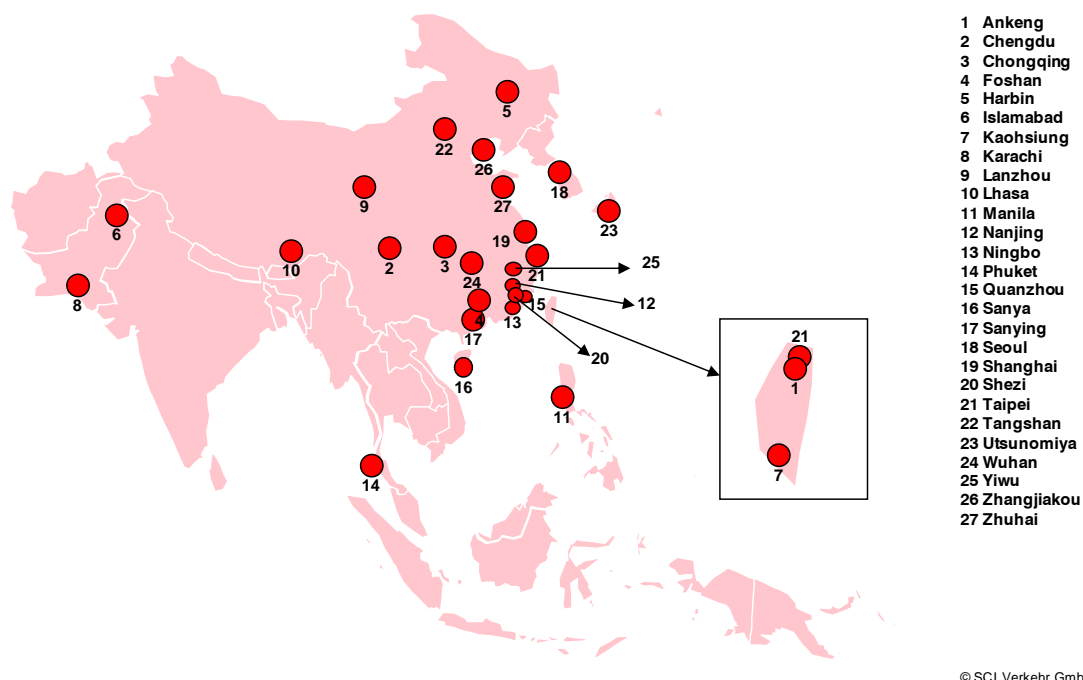 5
22
26
18
9
27
6
23
19
10
2
3
21
25
24
8
12
15
4
13
17
21
20
16
1
11
7
14
1 Ankeng
2 Chengdu
3 Chongqing
4 Foshan
5 Harbin
6 Islamabad
7 Kaohsiung
8 Karachi
9 Lanzhou
10 Lhasa
11 Manila
12 Nanjing
13 Ningbo
14 Phuket
15 Quanzhou
16 Sanya
17 Sanying
18 Seoul
19 Shanghai
20 Shezi
21 Taipei
22 Tangshan
23 Utsunomiya
24 Wuhan
25 Yiwu
26 Zhangjiakou
27 Zhuhai
© SCI Verkehr Gmb